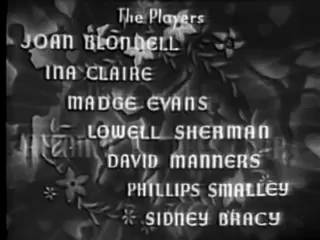 The Players
JOAN BLONDELL
INA CLAIRE
MADGE EVANS
LOWELL SHERMAN
DAVID MANNERS
PHILLIPS SMALLEY
SIDNEY BRACY